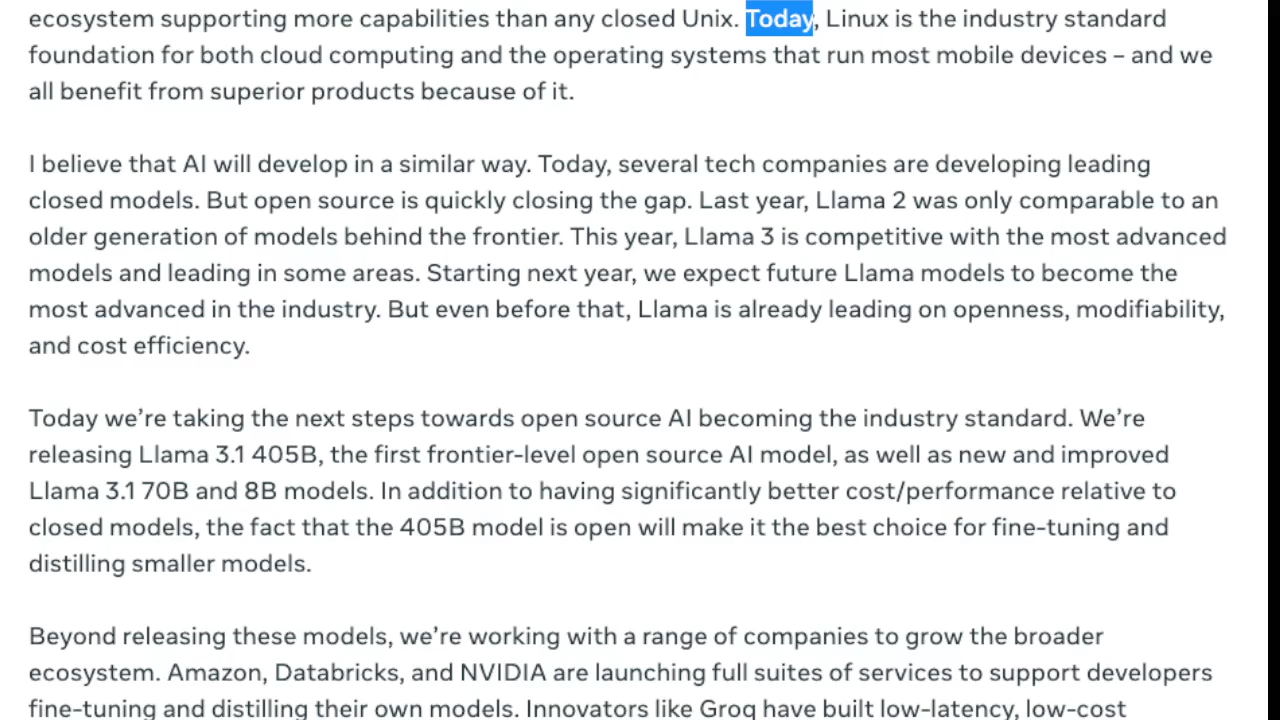 ecosystem supporting more capabilities than any closed Unix. Today, Linux is the industry standard
foundation for both cloud computing and the operating systems that run most mobile devices – and we
all benefit from superior products because of it.
I believe that AI will develop in a similar way. Today, several tech companies are developing leading
closed models. But open source is quickly closing the gap. Last year, Llama 2 was only comparable to an
older generation of models behind the frontier. This year, Llama 3 is competitive with the most advanced
models and leading in some areas. Starting next year, we expect future Llama models to become the
most advanced in the industry. But even before that, Llama is already leading on openness, modifiability,
and cost efficiency.
Today we’re taking the next steps towards open source AI becoming the industry standard. We’re
releasing Llama 3.1 405B, the first frontier-level open source AI model, as well as new and improved
Llama 3.1 70B and 8B models. In addition to having significantly better cost/performance relative to
closed models, the fact that the 405B model is open will make it the best choice for fine-tuning and
distilling smaller models.
Beyond releasing these models, we’re working with a range of companies to grow the broader
ecosystem. Amazon, Databricks, and NVIDIA are launching full suites of services to support developers
fine-tuning and distilling their own models. Innovators like Groq have built low-latency, low-cost